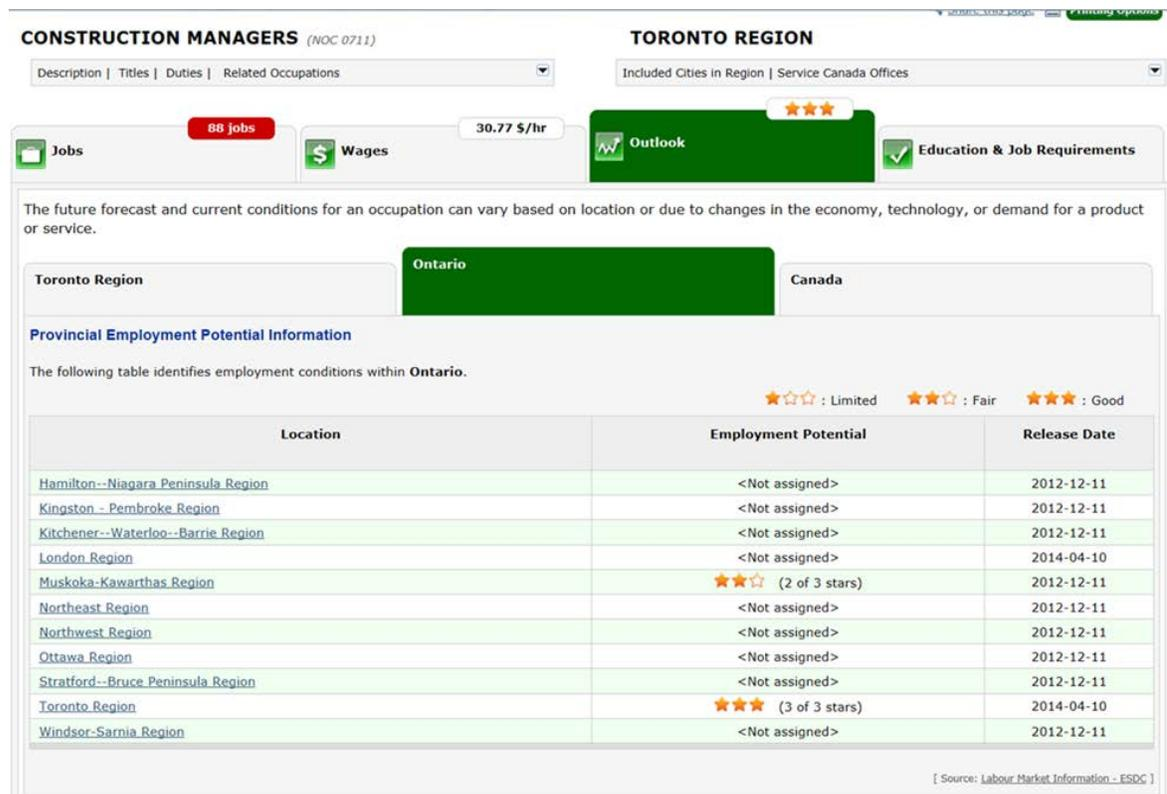 Share this page Printing Options
CONSTRUCTION MANAGERS (NOC 0711) TORONTO REGION
Description | Titles | Duties | Related Occupations Included Cities in Region | Service Canada Offices
88 jobs 30.77 $/hr
Jobs Wages Outlook Education & Job Requirements
The future forecast and current conditions for an occupation can vary based on location or due to changes in the economy, technology, or demand for a product
or service.
Toronto Region Ontario Canada
Provincial Employment Potential Information
The following table identifies employment conditions within Ontario.
: Limited : Fair : Good
Location Employment Potential Release Date
Hamilton--Niagara Peninsula Region <Not assigned> 2012-12-11
Kingston - Pembroke Region <Not assigned> 2012-12-11
Kitchener--Waterloo--Barrie Region <Not assigned> 2012-12-11
London Region <Not assigned> 2014-04-10
Muskoka-Kawarthas Region (2 of 3 stars) 2012-12-11
Northeast Region <Not assigned> 2012-12-11
Northwest Region <Not assigned> 2012-12-11
Ottawa Region <Not assigned> 2012-12-11
Stratford--Bruce Peninsula Region <Not assigned> 2012-12-11
Toronto Region (3 of 3 stars) 2014-04-10
Windsor-Sarnia Region <Not assigned> 2012-12-11
[ Source: Labour Market Information - ESDC ]